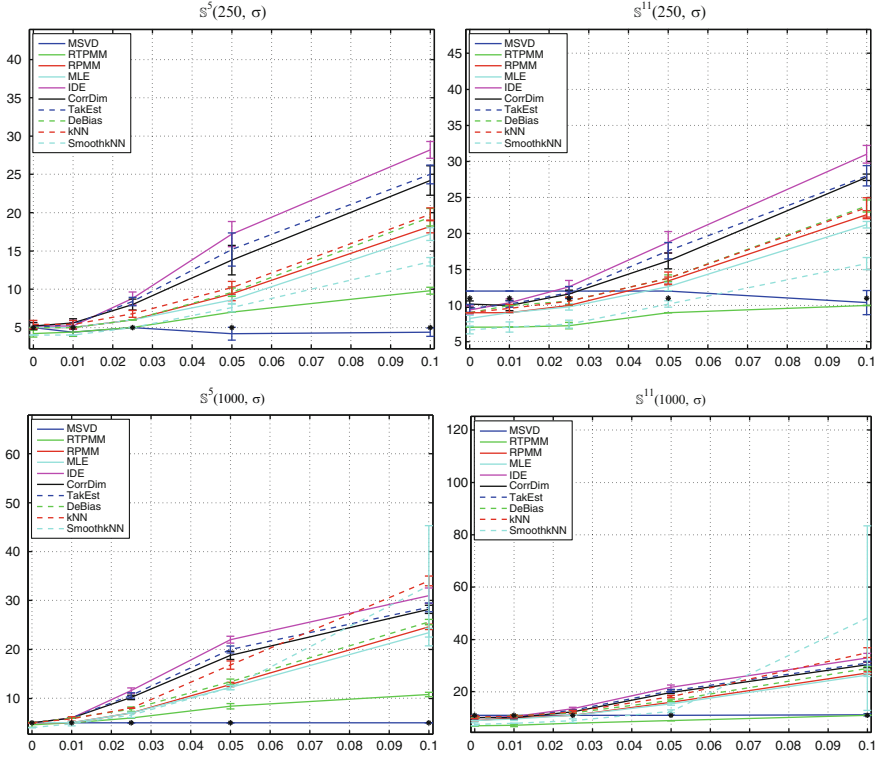 𝕊⁵(250, σ)
MSVD
RTPMM
RPMM
MLE
IDE
CorrDim
TakEst
DeBias
kNN
SmoothkNN
40
35
30
25
20
15
10
5
0 0.01 0.02 0.03 0.04 0.05 0.06 0.07 0.08 0.09 0.1
𝕊¹¹(250, σ)
MSVD
RTPMM
RPMM
MLE
IDE
CorrDim
TakEst
DeBias
kNN
SmoothkNN
45
40
35
30
25
20
15
10
5
0 0.01 0.02 0.03 0.04 0.05 0.06 0.07 0.08 0.09 0.1
𝕊⁵(1000, σ)
MSVD
RTPMM
RPMM
MLE
IDE
CorrDim
TakEst
DeBias
kNN
SmoothkNN
60
50
40
30
20
10
0 0.01 0.02 0.03 0.04 0.05 0.06 0.07 0.08 0.09 0.1
𝕊¹¹(1000, σ)
MSVD
RTPMM
RPMM
MLE
IDE
CorrDim
TakEst
DeBias
kNN
SmoothkNN
120
100
80
60
40
20
0 0.01 0.02 0.03 0.04 0.05 0.06 0.07 0.08 0.09 0.1